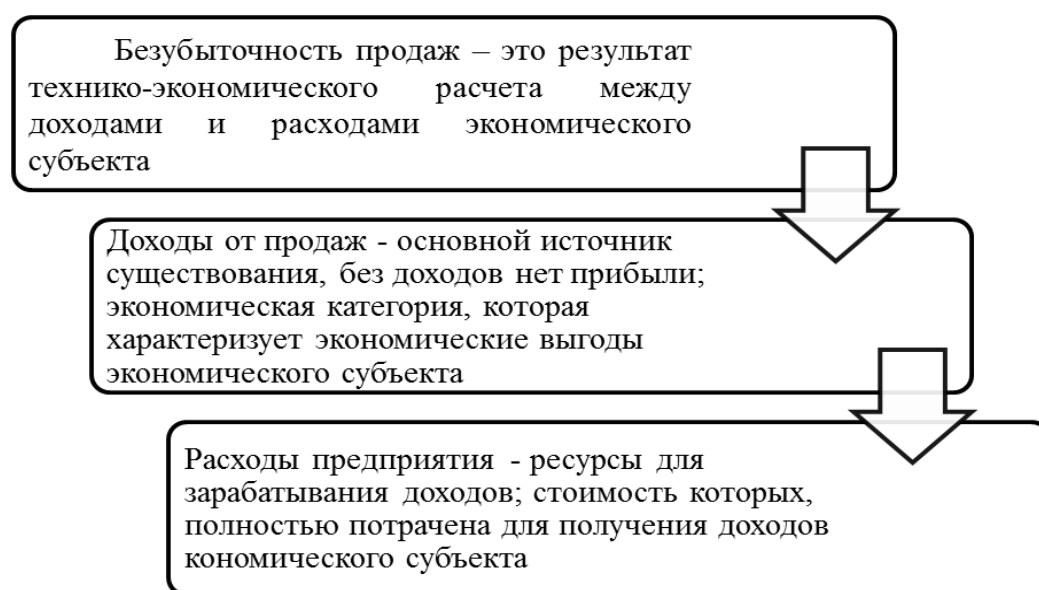 Безубыточность продаж – это результат
технико-экономического расчета между
доходами и расходами экономического
субъекта
Доходы от продаж - основной источник
существования, без доходов нет прибыли;
экономическая категория, которая
характеризует экономические выгоды
экономического субъекта
Расходы предприятия - ресурсы для
зарабатывания доходов; стоимость которых,
полностью потрачена для получения доходов
кономического субъекта